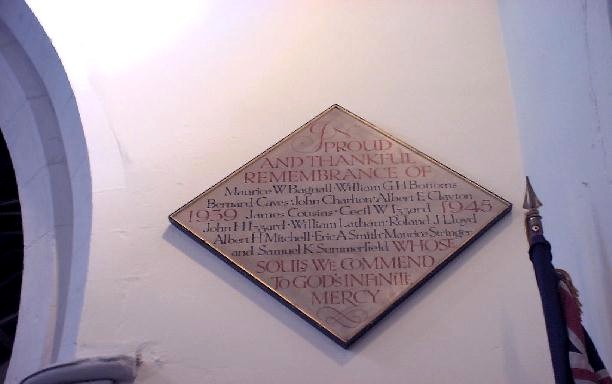 IN
PROUD
AND THANKFUL
REMEMBRANCE OF
Maurice W Bagnall · William G H Bottoms
Bernard Caves · John Charlton · Albert E Clayton
1939 James Cousins · Cecil W Izzard 1945
John H Izzard · William Latham · Roland J Lloyd
Albert H Mitchell · Eric A Smith · Maurice Stringer
and Samuel K Summerfield WHOSE
SOULS WE COMMEND
TO GOD'S INFINITE
MERCY